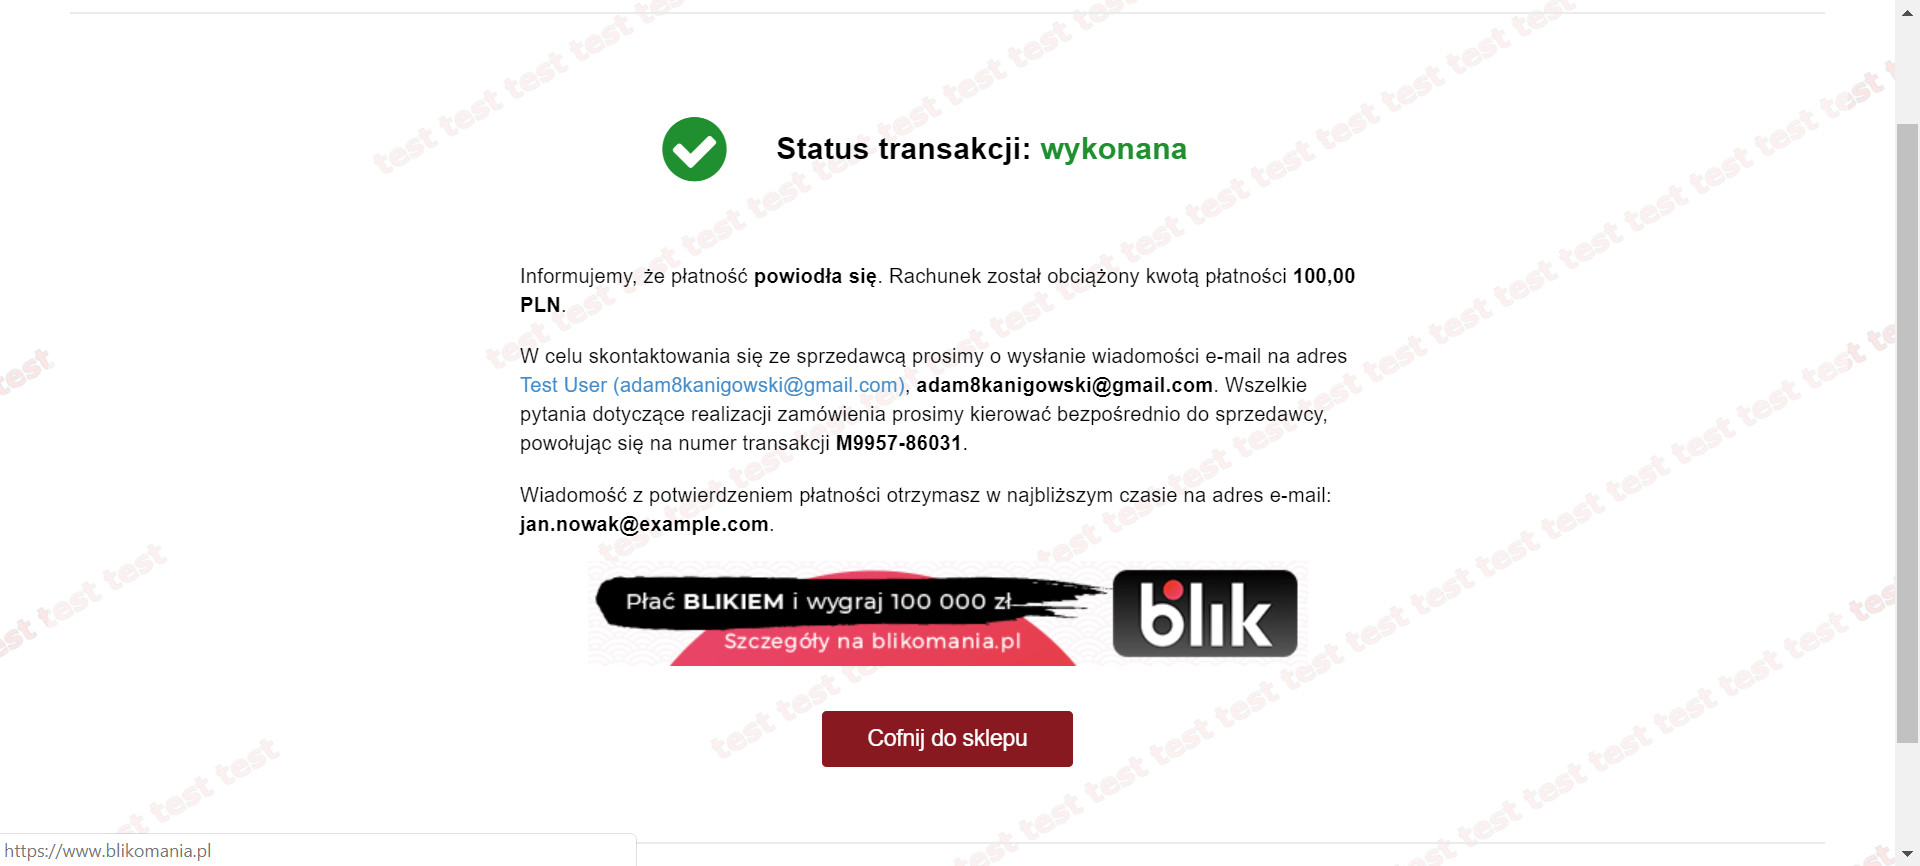 Status transakcji: wykonana
Informujemy, że płatność powiodła się. Rachunek został obciążony kwotą płatności 100,00
PLN.
W celu skontaktowania się ze sprzedawcą prosimy o wysłanie wiadomości e-mail na adres
Test User (adam8kanigowski@gmail.com), adam8kanigowski@gmail.com. Wszelkie
pytania dotyczące realizacji zamówienia prosimy kierować bezpośrednio do sprzedawcy,
powołując się na numer transakcji M9957-86031.
Wiadomość z potwierdzeniem płatności otrzymasz w najbliższym czasie na adres e-mail:
jan.nowak@example.com.
Płać BLIKIEM i wygraj 100 000 zł
Szczegóły na blikomania.pl
blik
Cofnij do sklepu
https://www.blikomania.pl
test test test test test